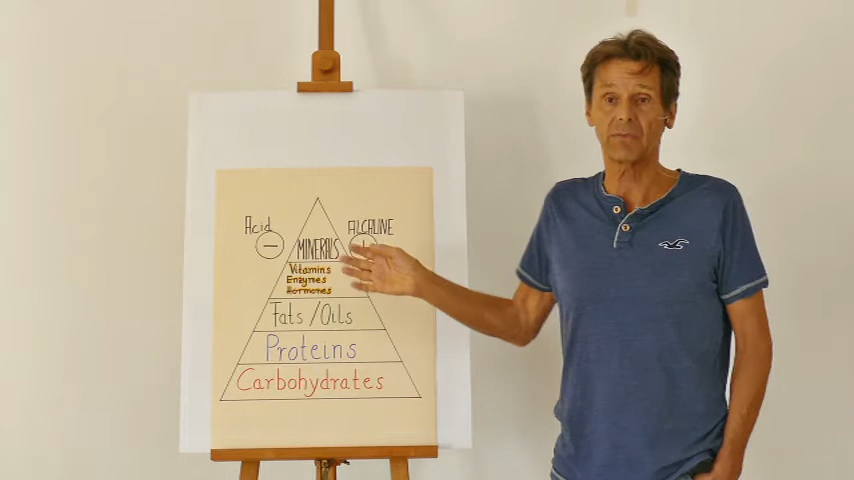 Acid
ALCALINE
−
+
MINERALS
Vitamins
Enzymes
Hormones
Fats / Oils
Proteins
Carbohydrates